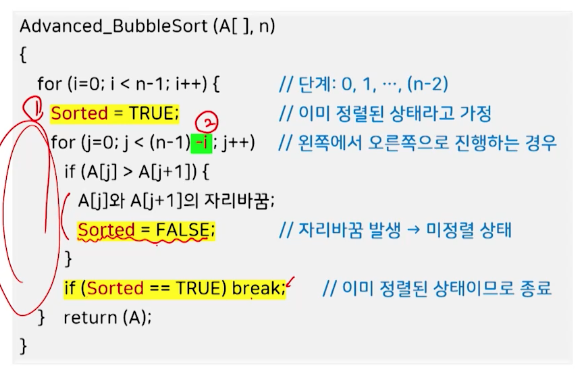 Advanced_BubbleSort (A[ ], n)
{
for (i=0; i < n-1; i++) { // 단계: 0, 1, ⋯, (n-2)
① Sorted = TRUE; // 이미 정렬된 상태라고 가정
②
for (j=0; j < (n-1) -i ; j++) // 왼쪽에서 오른쪽으로 진행하는 경우
if (A[j] > A[j+1]) {
A[j]와 A[j+1]의 자리바꿈;
Sorted = FALSE; // 자리바꿈 발생 → 미정렬 상태
}
if (Sorted == TRUE) break; // 이미 정렬된 상태이므로 종료
} return (A);
}